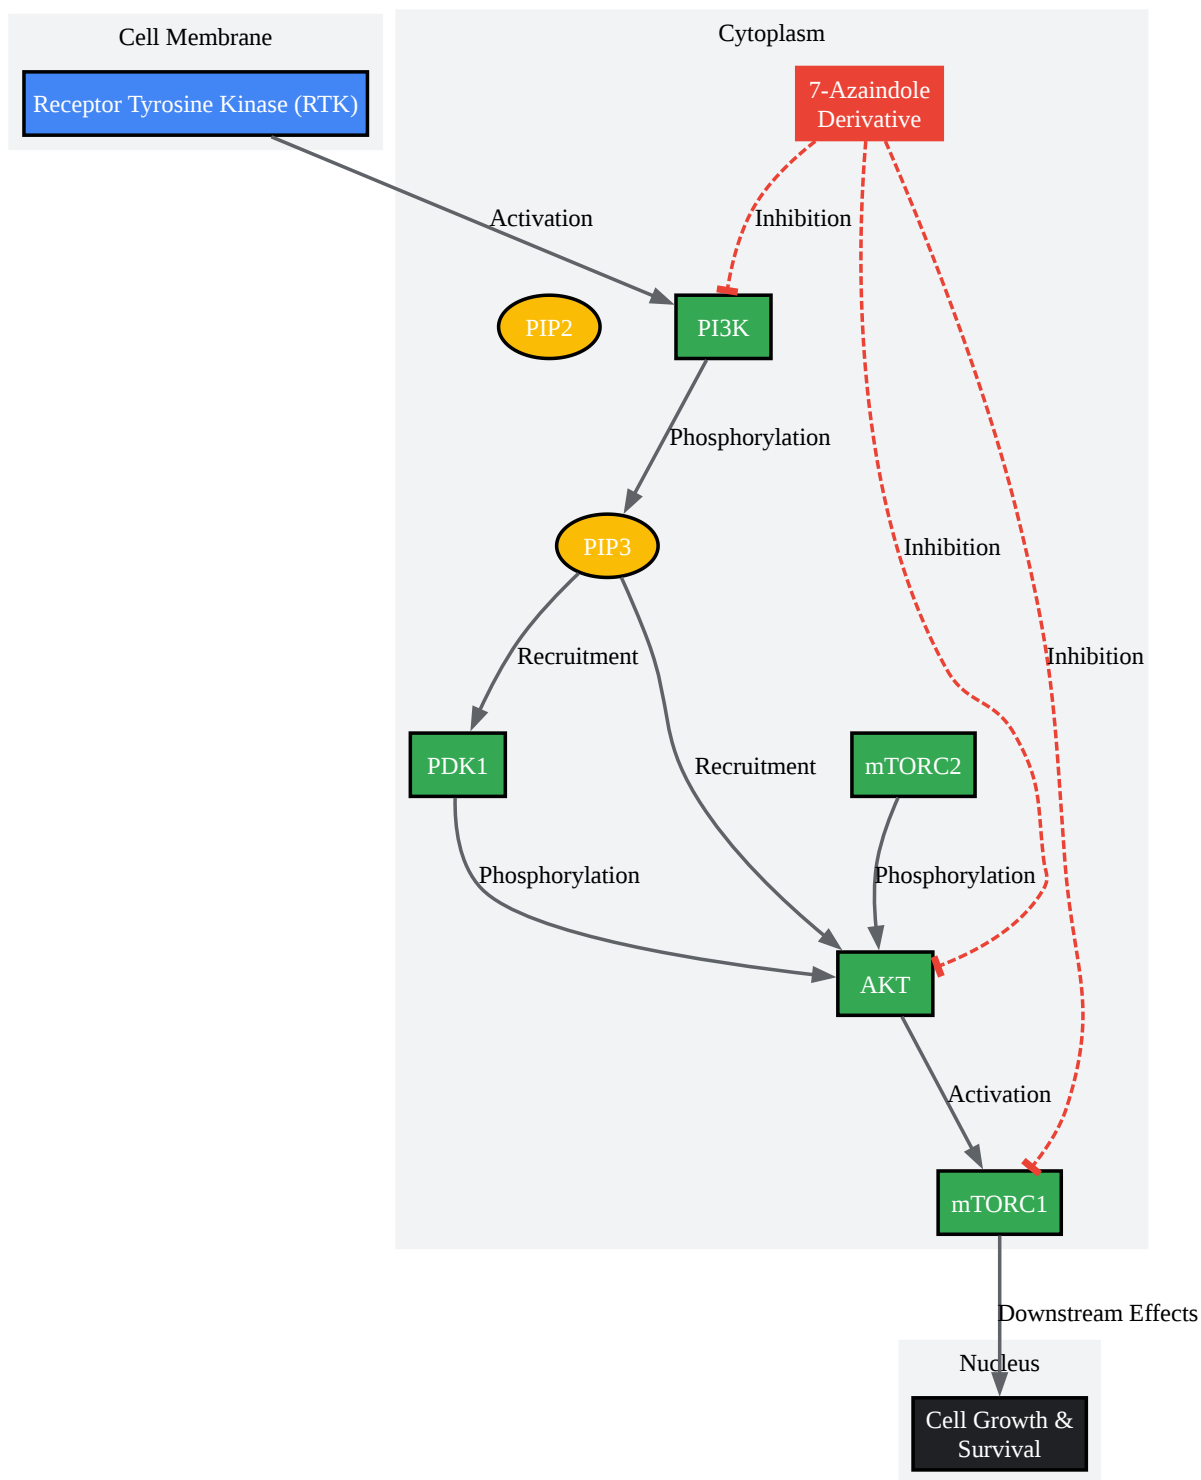 Cell Membrane
Cytoplasm
Receptor Tyrosine Kinase (RTK)
7-Azaindole
Derivative
Activation
Inhibition
PIP2
PI3K
Phosphorylation
PIP3
Inhibition
Recruitment
Inhibition
PDK1
Recruitment
mTORC2
Phosphorylation
Phosphorylation
AKT
Activation
mTORC1
Downstream Effects
Nucleus
Cell Growth &
Survival